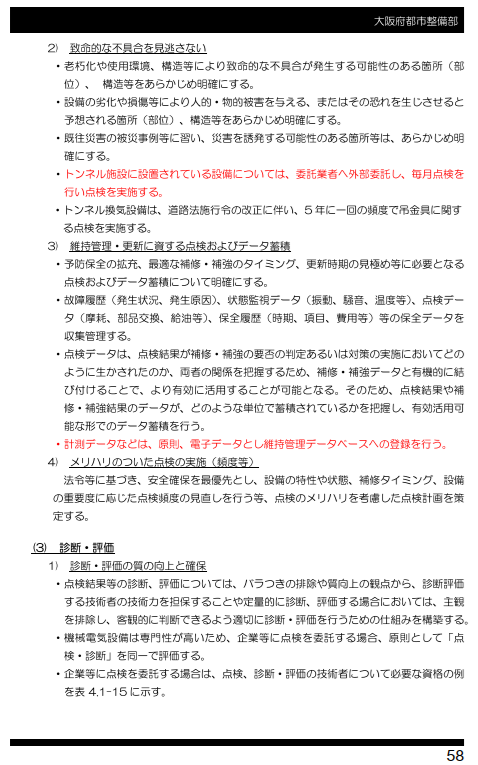 大阪府都市整備部
2) 致命的な不具合を見逃さない
・老朽化や使用環境、構造等により致命的な不具合が発生する可能性のある箇所（部
位）、 構造等をあらかじめ明確にする。
・設備の劣化や損傷等により人的・物的被害を与える、またはその恐れを生じさせると
予想される箇所（部位）、構造等をあらかじめ明確にする。
・既往災害の被災事例等に習い、災害を誘発する可能性のある箇所等は、あらかじめ明
確にする。
・トンネル施設に設置されている設備については、委託業者へ外部委託し、毎月点検を
行い点検を実施する。
・トンネル換気設備は、道路法施行令の改正に伴い、5 年に一回の頻度で吊金具に関す
る点検を実施する。
3) 維持管理・更新に資する点検およびデータ蓄積
・予防保全の拡充、最適な補修・補強のタイミング、更新時期の見極め等に必要となる
点検およびデータ蓄積について明確にする。
・故障履歴（発生状況、発生原因）、状態監視データ（振動、騒音、温度等）、点検デー
タ（摩耗、部品交換、給油等）、保全履歴（時期、項目、費用等）等の保全データを
収集管理する。
・点検データは、点検結果が補修・補強の要否の判定あるいは対策の実施においてどの
ように生かされたのか、両者の関係を把握するため、補修・補強データと有機的に結
び付けることで、より有効に活用することが可能となる。そのため、点検結果や補
修・補強結果のデータが、どのような単位で蓄積されているかを把握し、有効活用可
能な形でのデータ蓄積を行う。
・計測データなどは、原則、電子データとし維持管理データベースへの登録を行う。
4) メリハリのついた点検の実施（頻度等）
法令等に基づき、安全確保を最優先とし、設備の特性や状態、補修タイミング、設備
の重要度に応じた点検頻度の見直しを行う等、点検のメリハリを考慮した点検計画を策
定する。
(3) 診断・評価
1) 診断・評価の質の向上と確保
・点検結果等の診断、評価については、バラつきの排除や質向上の観点から、診断評価
する技術者の技術力を担保することや定量的に診断、評価する場合においては、主観
を排除し、客観的に判断できるよう適切に診断・評価を行うための仕組みを構築する。
・機械電気設備は専門性が高いため、企業等に点検を委託する場合、原則として「点
検・診断」を同一で評価する。
・企業等に点検を委託する場合は、点検、診断・評価の技術者について必要な資格の例
を表 4.1-15 に示す。
58